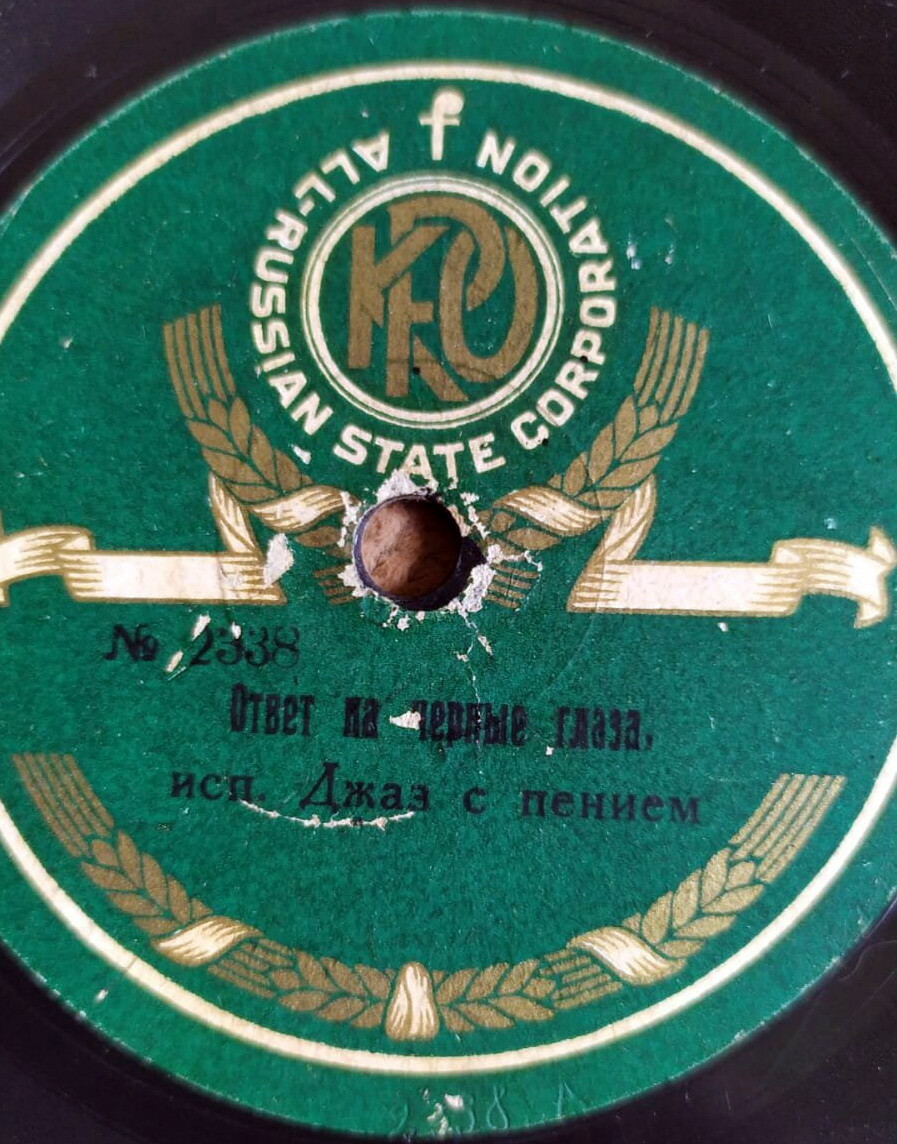 ALL-RUSSIAN STATE CORPORATION
№ 2338
Ответ на черные глаза.
исп. Джаз с пением